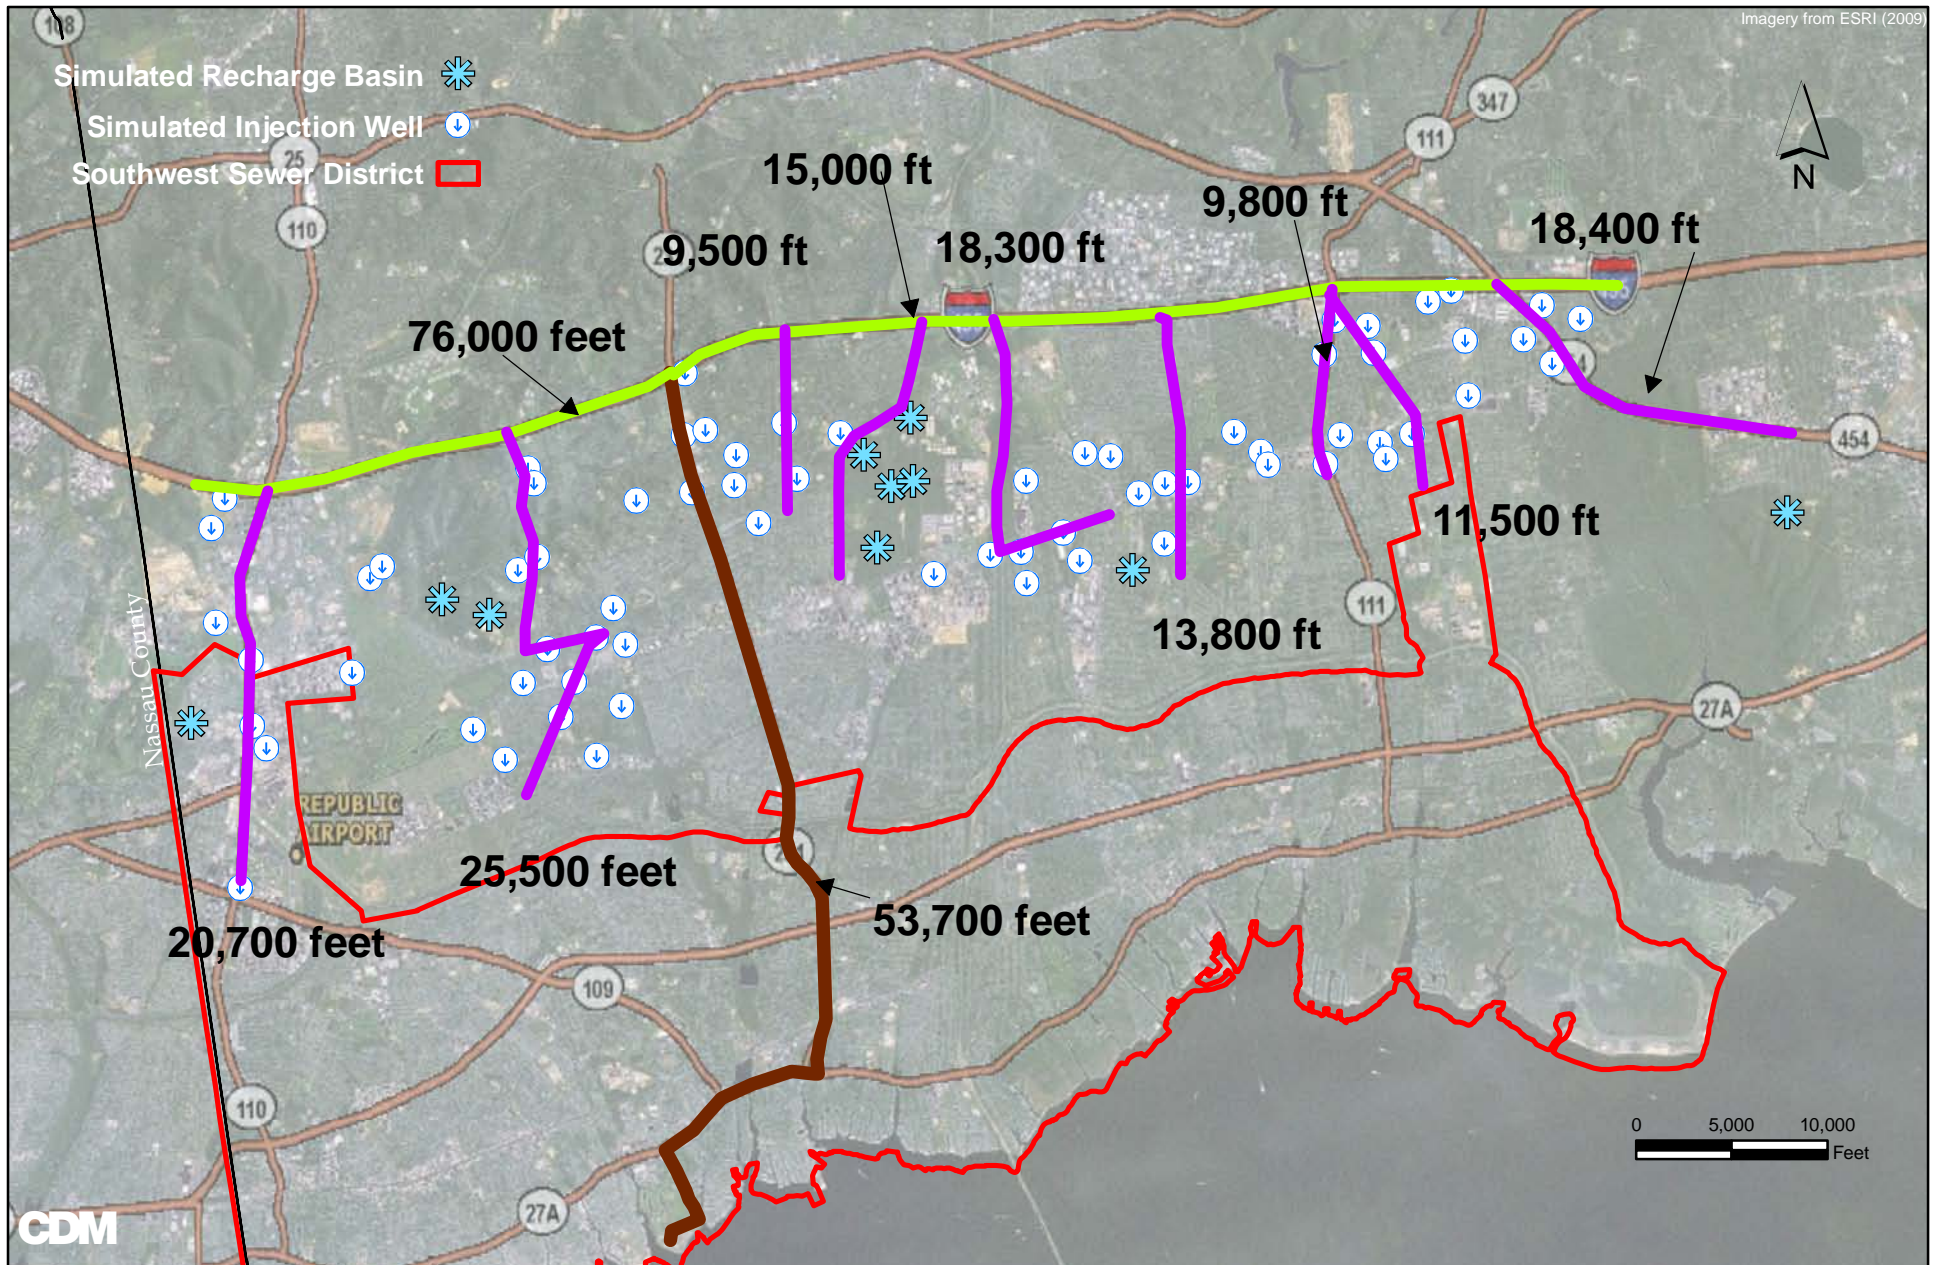 Imagery from ESRI (2009)
108
Simulated Recharge Basin
Simulated Injection Well
Southwest Sewer District
25
110
347
111
N
15,000 ft
9,800 ft
18,400 ft
9,500 ft
18,300 ft
76,000 feet
454
11,500 ft
111
13,800 ft
Nassau County
27A
REPUBLIC
AIRPORT
25,500 feet
53,700 feet
20,700 feet
109
110
0 5,000 10,000
Feet
27A
CDM